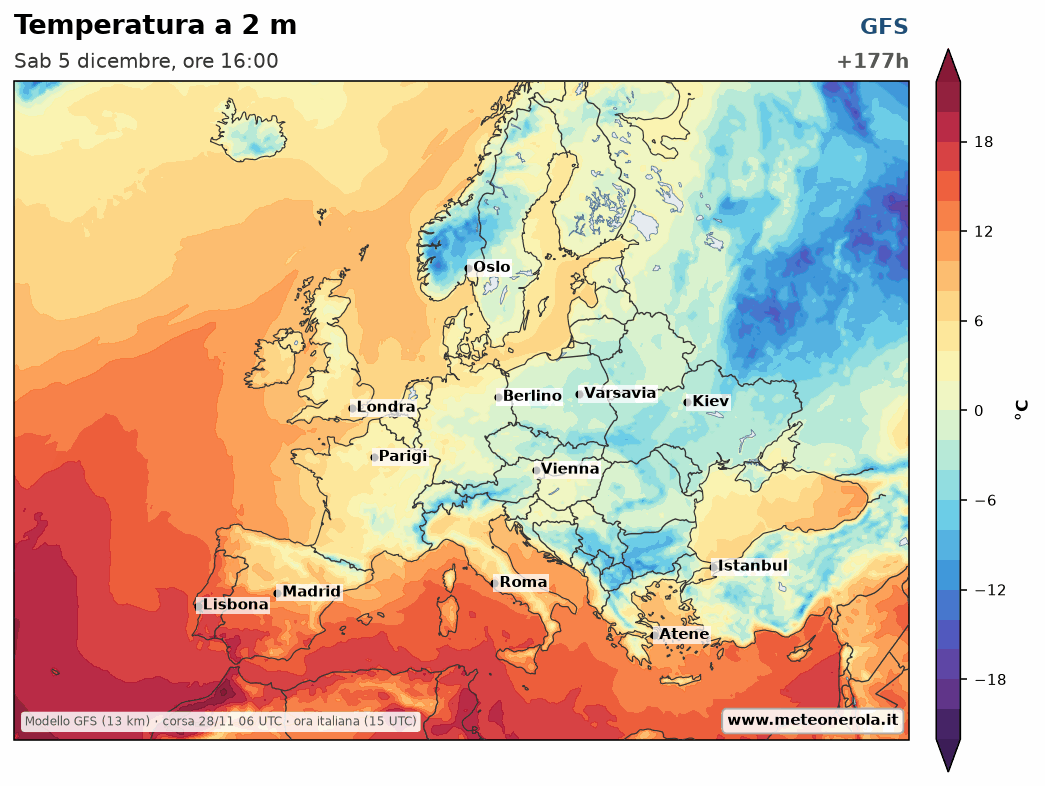 Temperatura a 2 m
GFS
Sab 5 dicembre, ore 16:00
+177h
18
12
6
0
−6
−12
−18
°C
Oslo
Londra
Berlino
Varsavia
Kiev
Parigi
Vienna
Istanbul
Roma
Madrid
Lisbona
Atene
Modello GFS (13 km) · corsa 28/11 06 UTC · ora italiana (15 UTC)
www.meteonerola.it